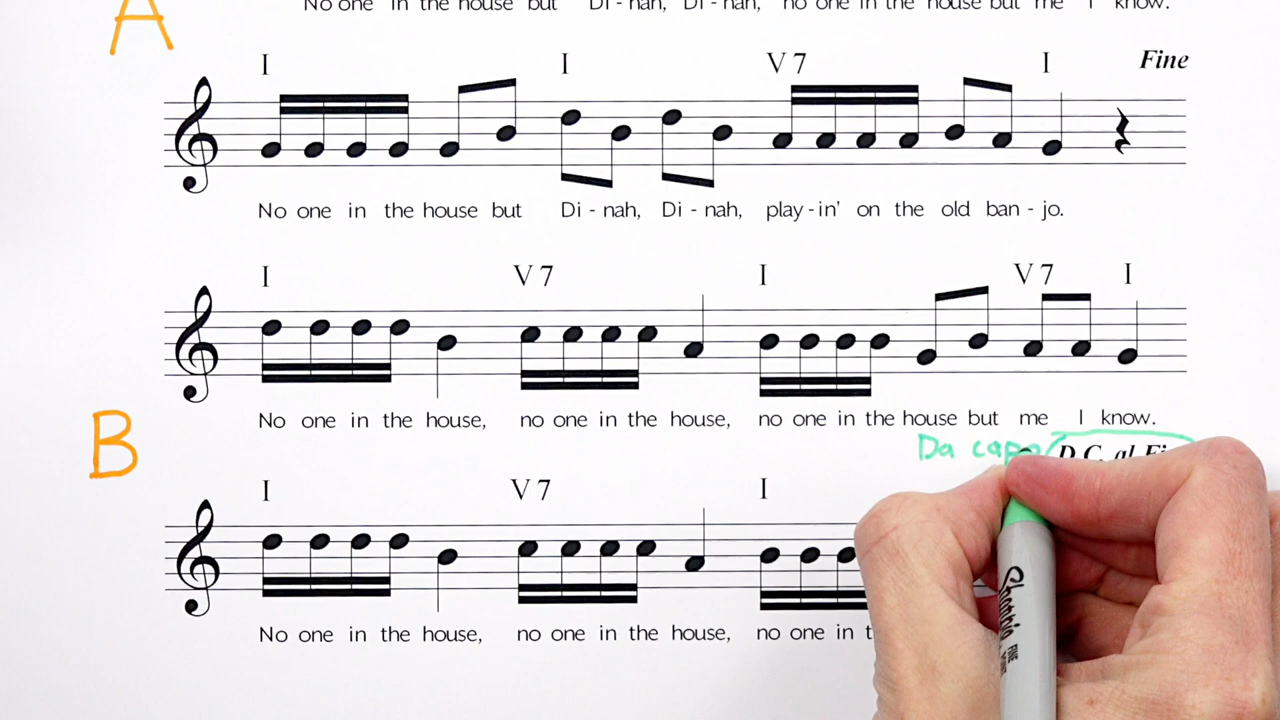 A
No one in the house but Di - nah, Di - nah, no one in the house but me I know.
I I V 7 I Fine
No one in the house but Di - nah, Di - nah, play - in' on the old ban - jo.
I V 7 I V 7 I
No one in the house, no one in the house, no one in the house but me I know.
B
Da capo D.C. al
I V 7 I
Sharpie
FINE
No one in the house, no one in the house, no one in